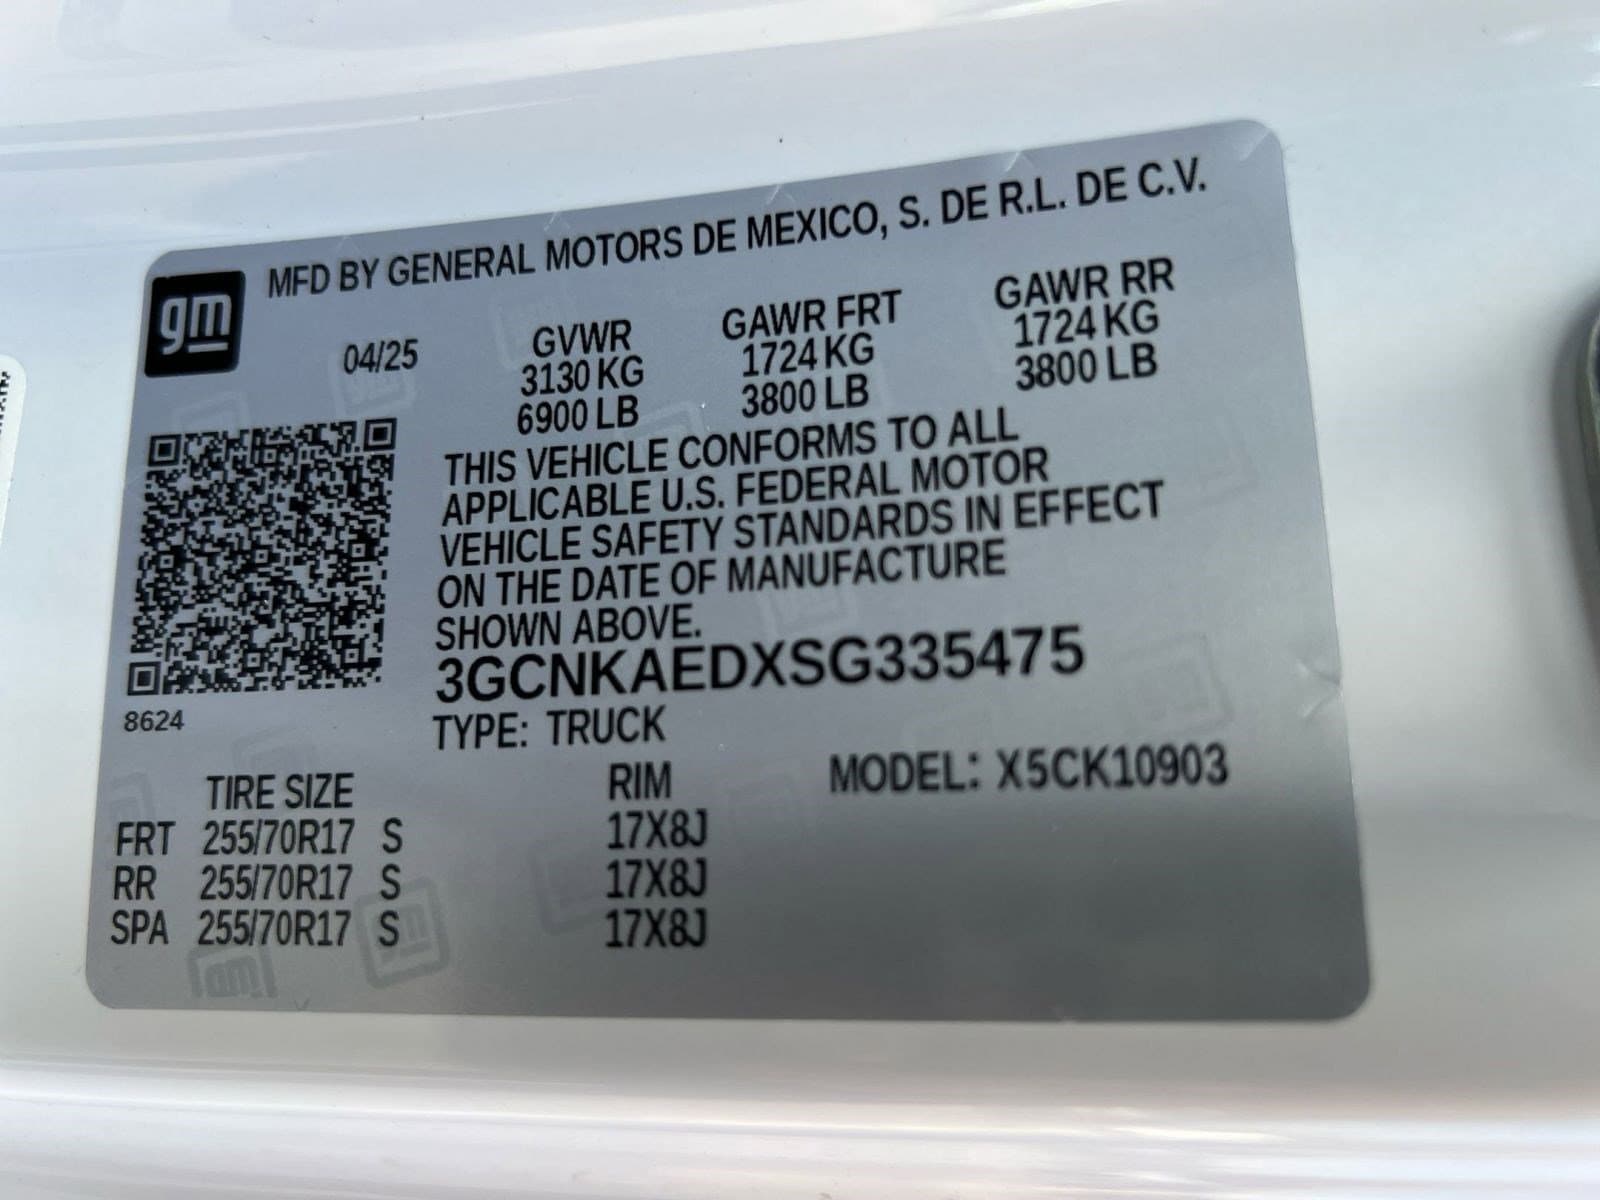 gm
MFD BY GENERAL MOTORS DE MEXICO, S. DE R.L. DE C.V.
04/25
GVWR GAWR FRT GAWR RR
3130 KG 1724 KG 1724 KG
6900 LB 3800 LB 3800 LB
THIS VEHICLE CONFORMS TO ALL
APPLICABLE U.S. FEDERAL MOTOR
VEHICLE SAFETY STANDARDS IN EFFECT
ON THE DATE OF MANUFACTURE
SHOWN ABOVE.
3GCNKAEDXSG335475
8624
TYPE: TRUCK
MODEL: X5CK10903
TIRE SIZE RIM
FRT 255/70R17 S 17X8J
RR 255/70R17 S 17X8J
SPA 255/70R17 S 17X8J